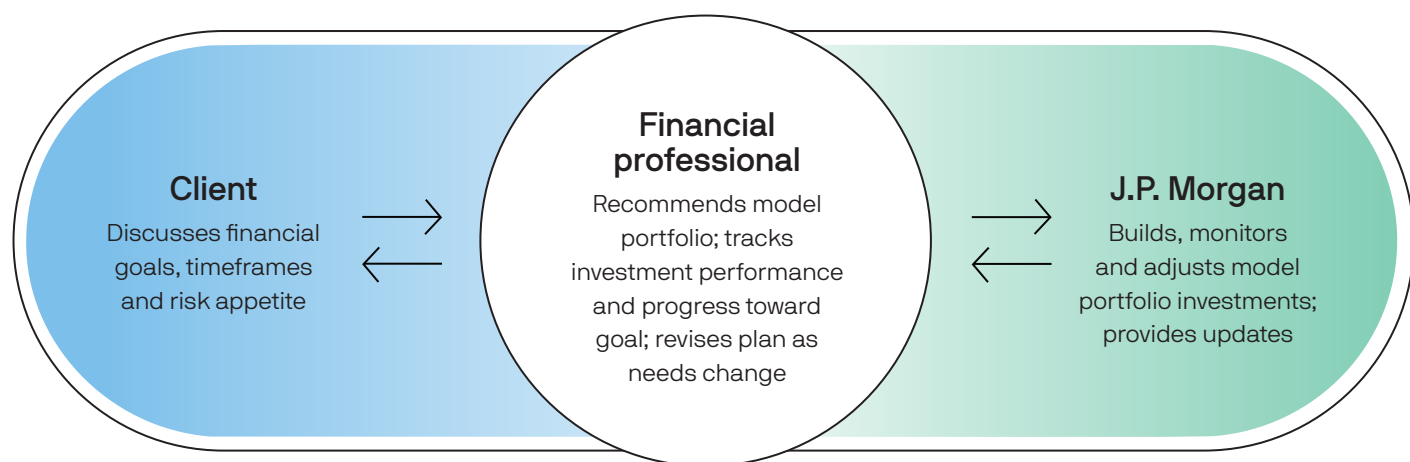 Client
Discusses financial
goals, timeframes
and risk appetite
Financial
professional
Recommends model
portfolio; tracks
investment performance
and progress toward
goal; revises plan as
needs change
J.P. Morgan
Builds, monitors
and adjusts model
portfolio investments;
provides updates